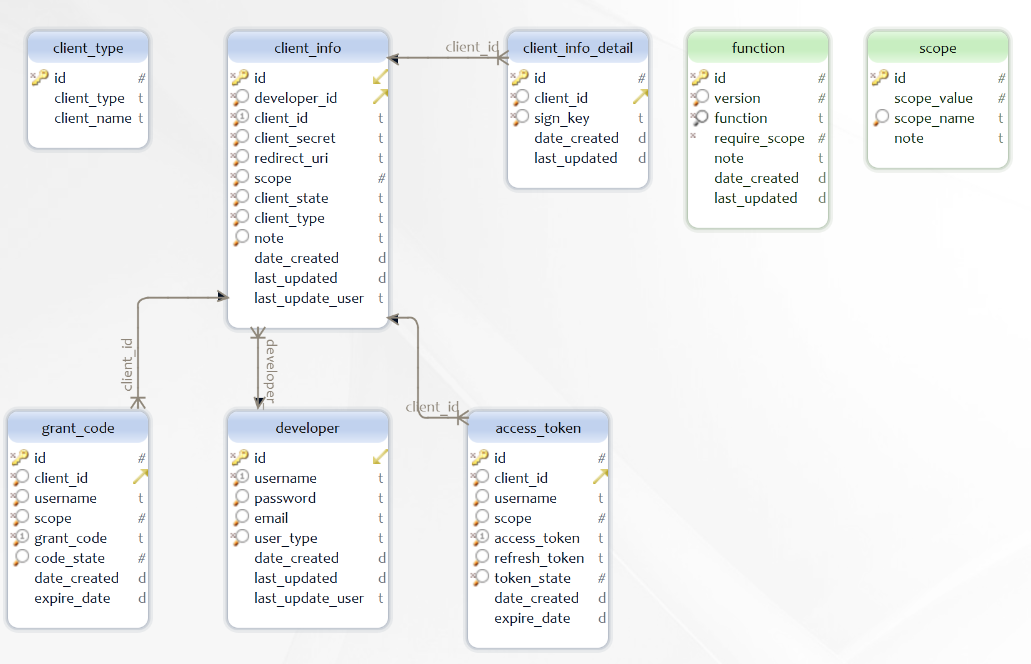 client_type
id #
client_type t
client_name t
client_info
id
developer_id
client_id t
client_secret t
redirect_uri t
scope #
client_state t
client_type t
note t
date_created d
last_updated d
last_update_user t
client_id
client_info_detail
id #
client_id
sign_key t
date_created d
last_updated d
function
id #
version #
function t
require_scope #
note t
date_created d
last_updated d
scope
id #
scope_value #
scope_name t
note t
client_id
developer
client_id
grant_code
id #
client_id
username t
scope #
grant_code t
code_state #
date_created d
expire_date d
developer
id
username t
password t
email t
user_type t
date_created d
last_updated d
last_update_user t
access_token
id #
client_id
username t
scope #
access_token t
refresh_token t
token_state #
date_created d
expire_date d